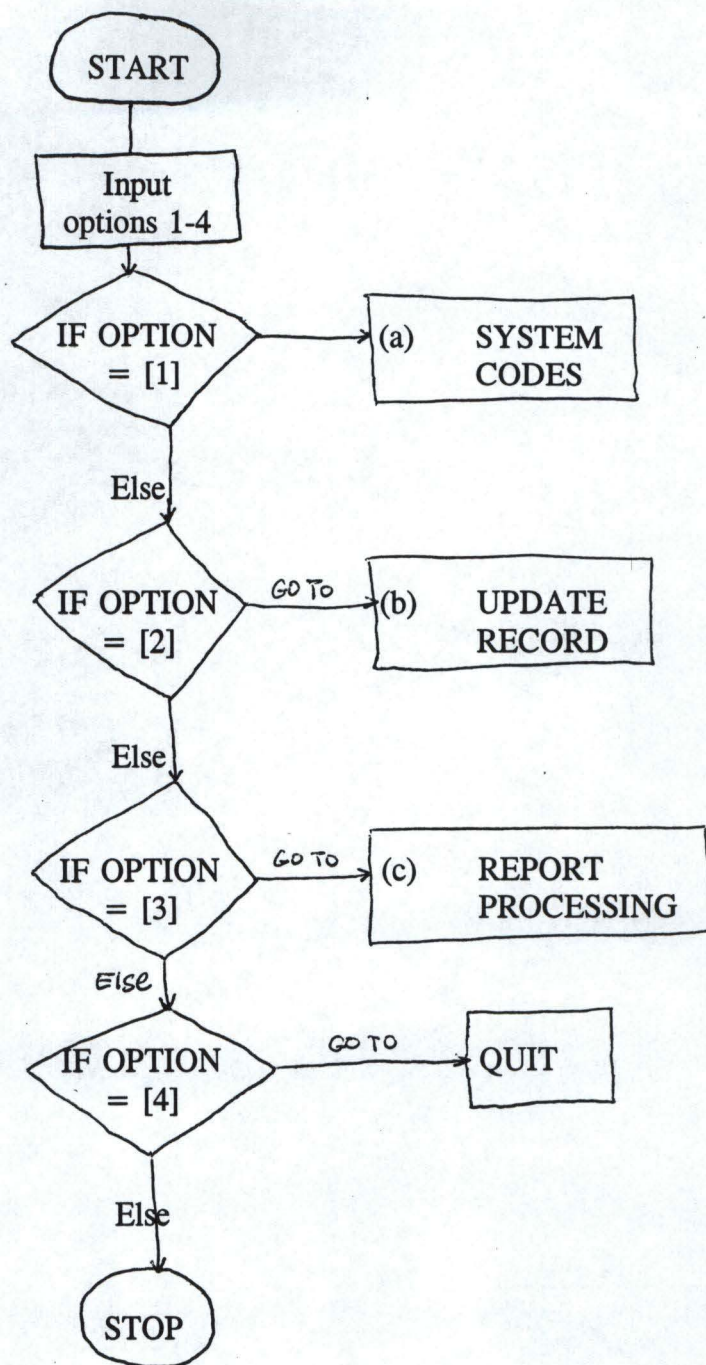 START
Input
options 1-4
IF OPTION
= [1]
(a) SYSTEM
CODES
Else
IF OPTION
= [2]
GO TO
(b) UPDATE
RECORD
Else
IF OPTION
= [3]
GO TO
(c) REPORT
PROCESSING
Else
IF OPTION
= [4]
GO TO
QUIT
Else
STOP